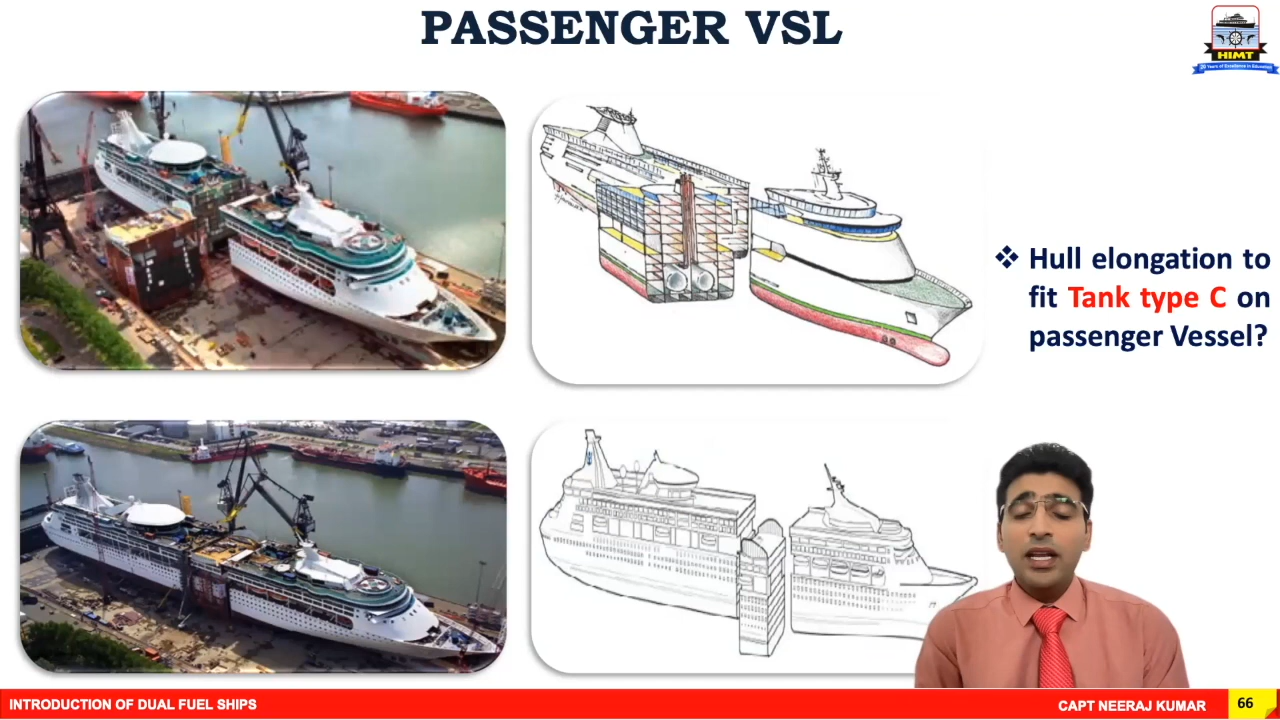 PASSENGER VSL
HIMT
❖ Hull elongation to
fit Tank type C on
passenger Vessel?
INTRODUCTION OF DUAL FUEL SHIPS
CAPT NEERAJ KUMAR
66